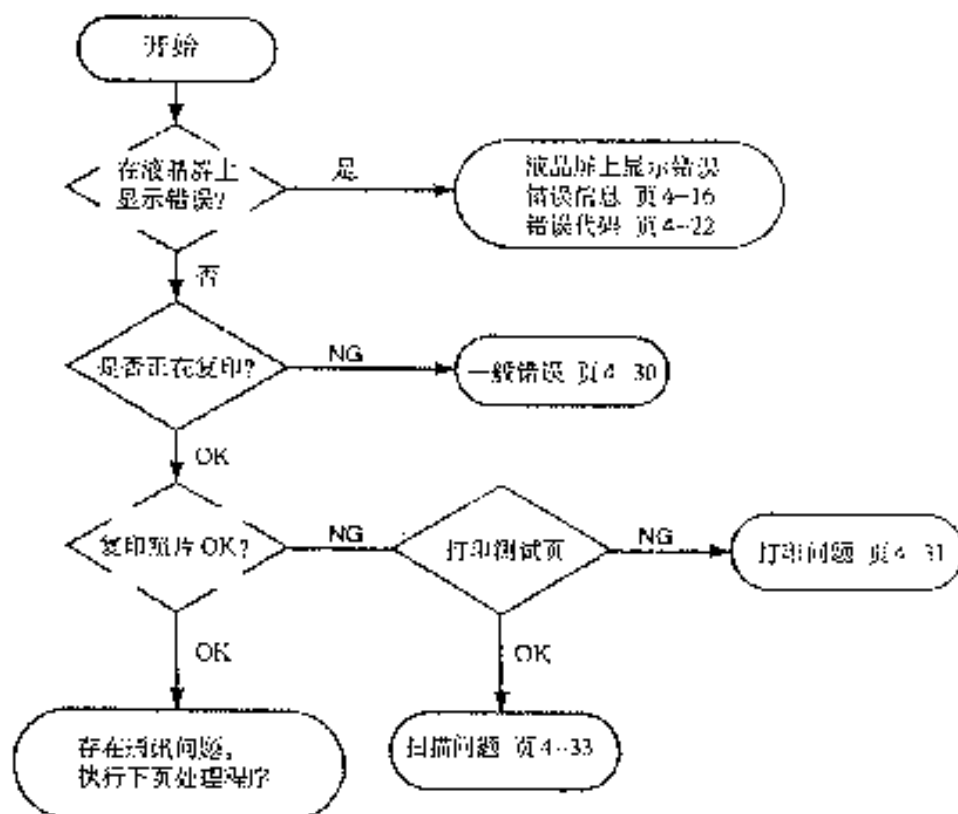 开始
在液晶群上
显示错误?
是
液晶屏上显示错误
错误信息 页4-16
错误代码 页4-22
否
是否正在复印?
NG
一般错误 页4-30
OK
复印照片OK?
NG
打印测试页
NG
打印问题 页4-31
OK
OK
存在通讯问题,
执行下页处理程序
扫描问题 页4-33